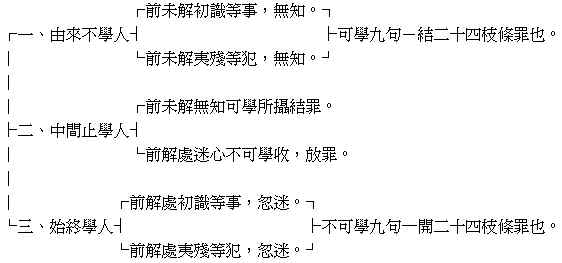 ┌前未解初識等事，無知。┐
┌一、由來不學人┤　├可學九句－結二十四枝條罪也。
│　└前未解夷殘等犯，無知。┘
│
│　┌前未解無知可學所攝結罪。
├二、中間止學人┤
│　└前解處迷心不可學收，放罪。
│
│　┌前解處初識等事，忽迷。┐
└三、始終學人┤　├不可學九句－開二十四枝條罪也。
└前解處夷殘等犯，忽迷。┘